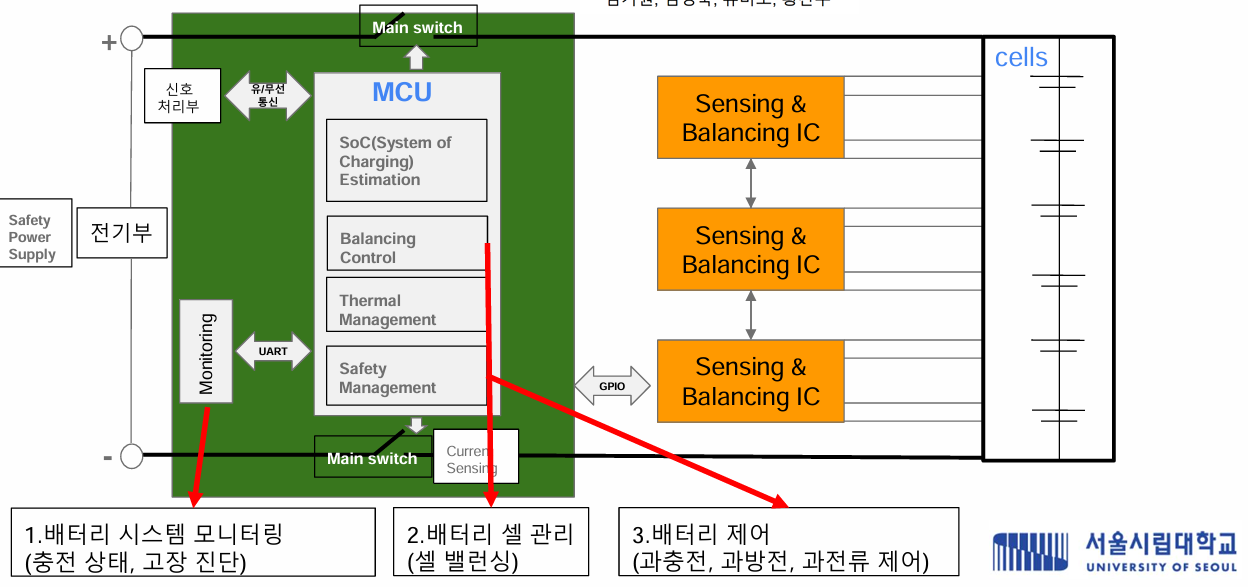 +
Main switch
cells
신호
처리부
유/무선
통신
MCU
Sensing &
Balancing IC
SoC(System of
Charging)
Estimation
Safety
Power
Supply
전기부
Balancing
Control
Sensing &
Balancing IC
Thermal
Management
Monitoring
UART
Safety
Management
GPIO
Sensing &
Balancing IC
-
Main switch
Current
Sensing
1.배터리 시스템 모니터링
(충전 상태, 고장 진단)
2.배터리 셀 관리
(셀 밸런싱)
3.배터리 제어
(과충전, 과방전, 과전류 제어)
서울시립대학교
UNIVERSITY OF SEOUL